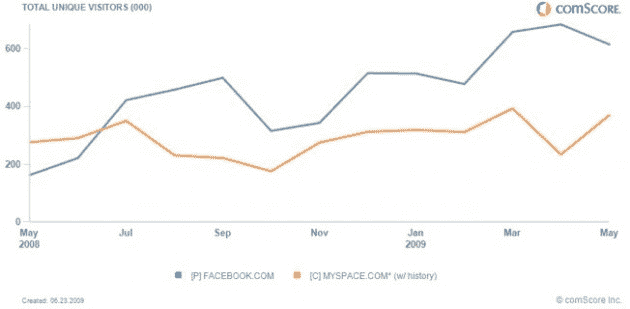 TOTAL UNIQUE VISITORS (000)
comScore.
600
400
200
0
May Jul Sep Nov Jan Mar May
2008 2009
[P] FACEBOOK.COM [C] MYSPACE.COM* (w/ history)
Created: 06.23.2009 © comScore Inc.